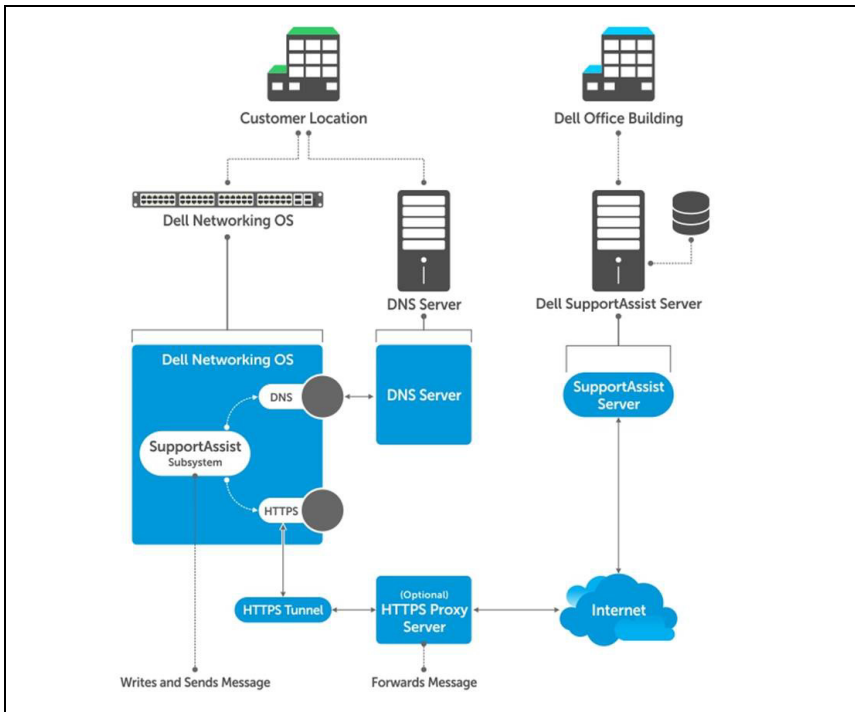 Customer Location
Dell Office Building
Dell Networking OS
DNS Server
Dell SupportAssist Server
Dell Networking OS
DNS
DNS Server
SupportAssist
Server
SupportAssist
Subsystem
HTTPS
HTTPS Tunnel
(Optional)
HTTPS Proxy
Server
Internet
Writes and Sends Message
Forwards Message